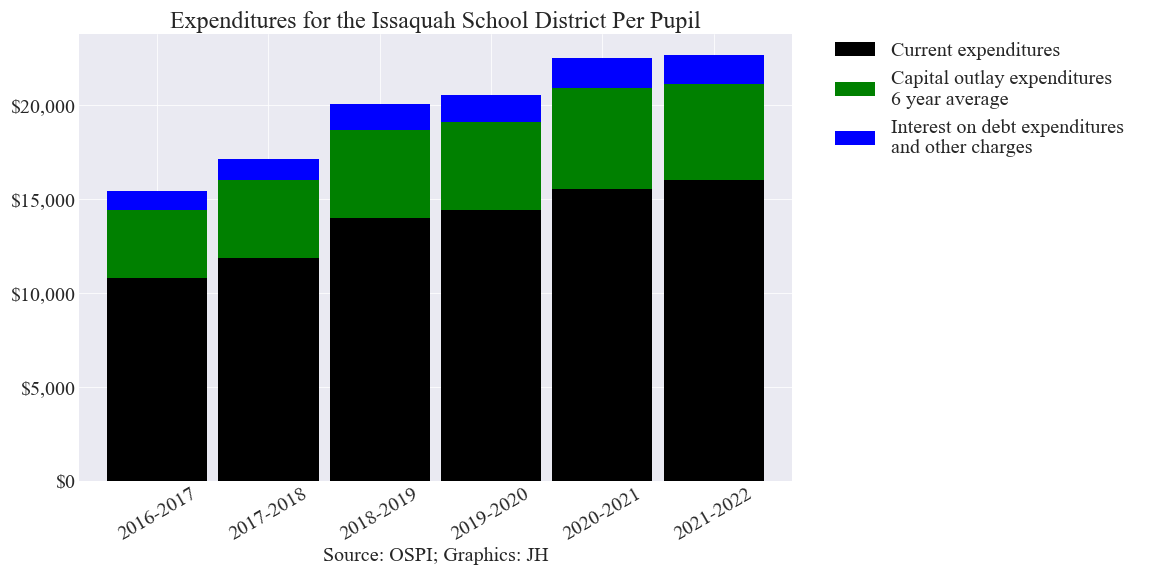 Expenditures for the Issaquah School District Per Pupil
$20,000
$15,000
$10,000
$5,000
$0
2016-2017
2017-2018
2018-2019
2019-2020
2020-2021
2021-2022
Source: OSPI; Graphics: JH
Current expenditures
Capital outlay expenditures
6 year average
Interest on debt expenditures
and other charges